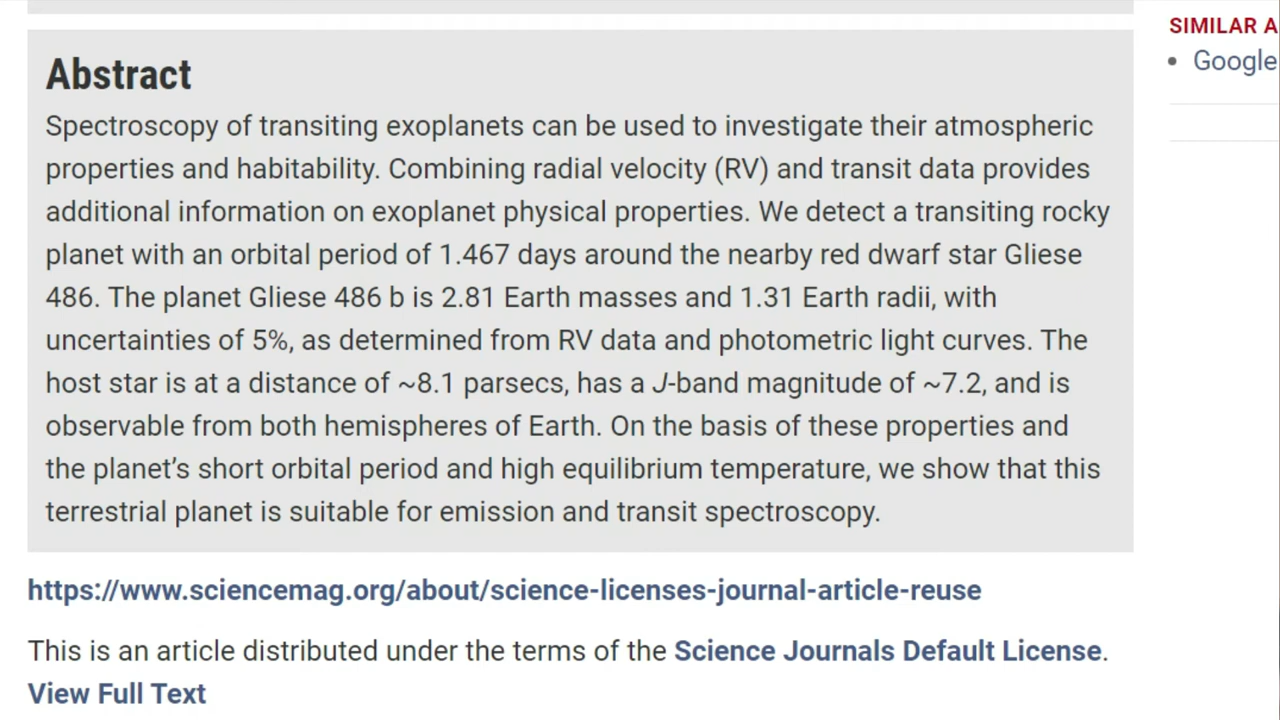 Abstract
Spectroscopy of transiting exoplanets can be used to investigate their atmospheric
properties and habitability. Combining radial velocity (RV) and transit data provides
additional information on exoplanet physical properties. We detect a transiting rocky
planet with an orbital period of 1.467 days around the nearby red dwarf star Gliese
486. The planet Gliese 486 b is 2.81 Earth masses and 1.31 Earth radii, with
uncertainties of 5%, as determined from RV data and photometric light curves. The
host star is at a distance of ~8.1 parsecs, has a J-band magnitude of ~7.2, and is
observable from both hemispheres of Earth. On the basis of these properties and
the planet’s short orbital period and high equilibrium temperature, we show that this
terrestrial planet is suitable for emission and transit spectroscopy.
https://www.sciencemag.org/about/science-licenses-journal-article-reuse
This is an article distributed under the terms of the Science Journals Default License.
View Full Text
SIMILAR A
• Google